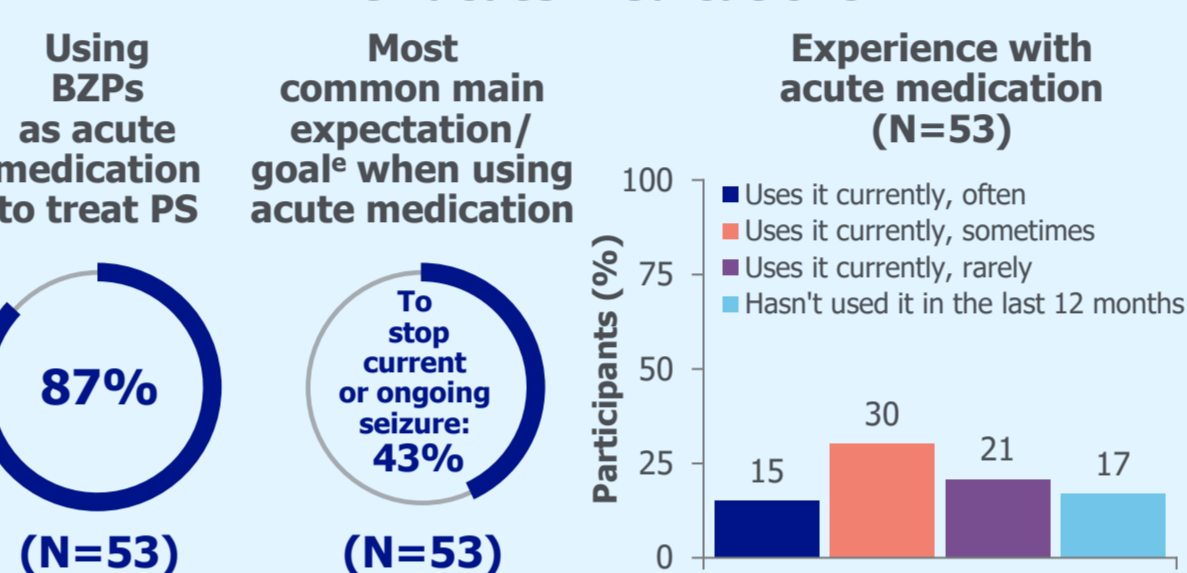 Using
BZPs
as acute
medication
to treat PS
87%
(N=53)
Most
common main
expectation/
goalᵉ when using
acute medication
To
stop
current
or ongoing
seizure:
43%
(N=53)
Experience with
acute medication
(N=53)
Participants (%)
100
75
50
25
0
Uses it currently, often
Uses it currently, sometimes
Uses it currently, rarely
Hasn't used it in the last 12 months
15
30
21
17